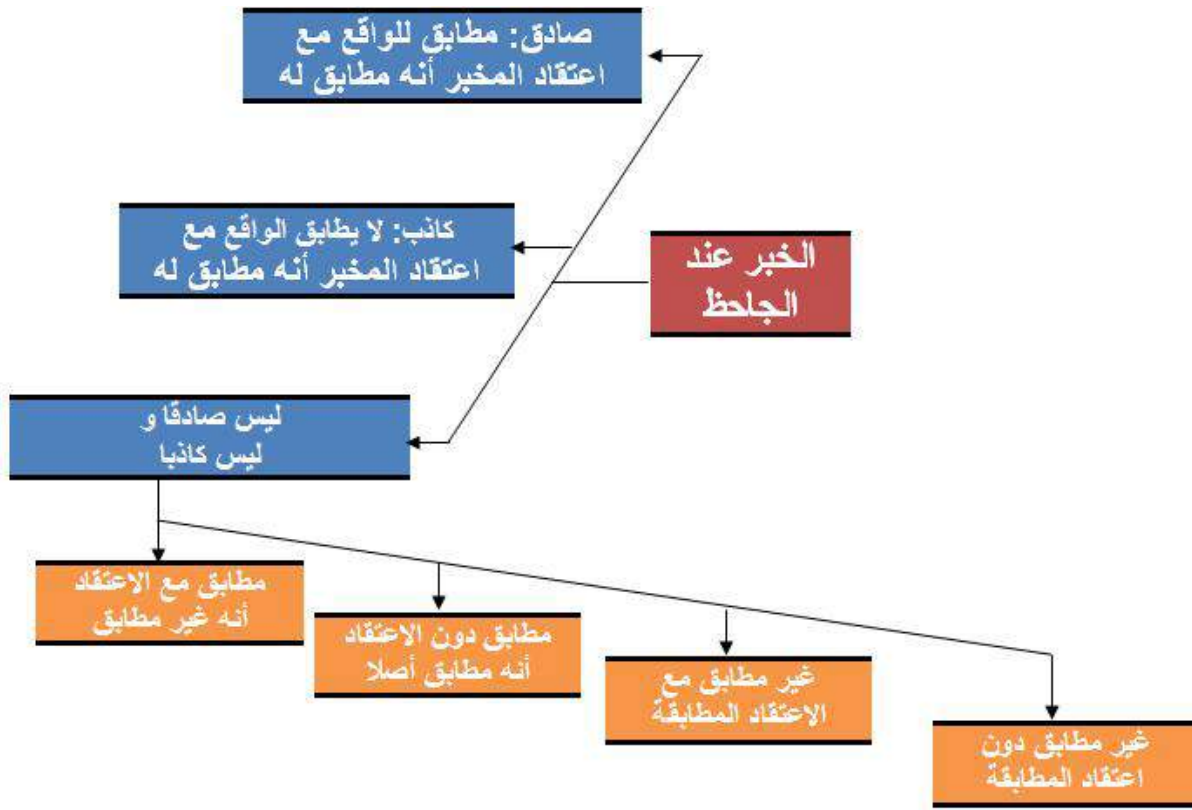 صادق: مطابق للواقع مع
اعتقاد المخبر أنه مطابق له
كاذب: لا يطابق الواقع مع
اعتقاد المخبر أنه مطابق له
الخبر عند
الجاحظ
ليس صادقا و
ليس كاذبا
مطابق مع الاعتقاد
أنه غير مطابق
مطابق دون الاعتقاد
أنه مطابق أصلا
غير مطابق مع
الاعتقاد المطابقة
غير مطابق دون
اعتقاد المطابقة